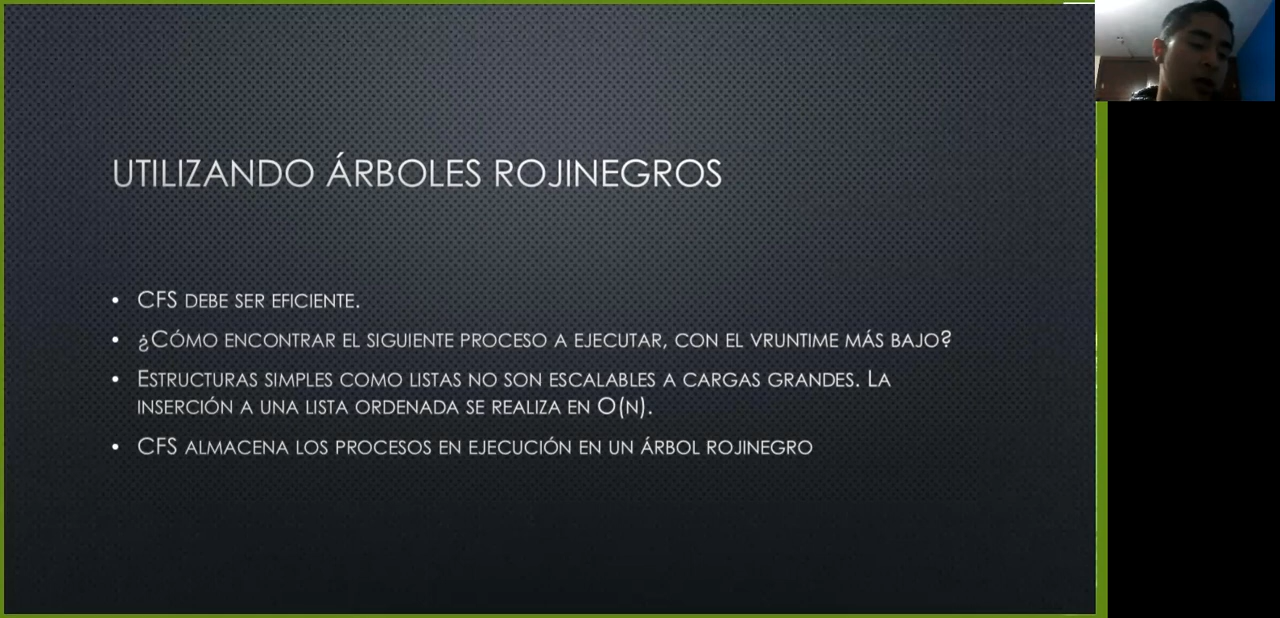 UTILIZANDO ÁRBOLES ROJINEGROS
• CFS DEBE SER EFICIENTE.
• ¿CÓMO ENCONTRAR EL SIGUIENTE PROCESO A EJECUTAR, CON EL VRUNTIME MÁS BAJO?
• ESTRUCTURAS SIMPLES COMO LISTAS NO SON ESCALABLES A CARGAS GRANDES. LA
INSERCIÓN A UNA LISTA ORDENADA SE REALIZA EN O(N).
• CFS ALMACENA LOS PROCESOS EN EJECUCIÓN EN UN ÁRBOL ROJINEGRO